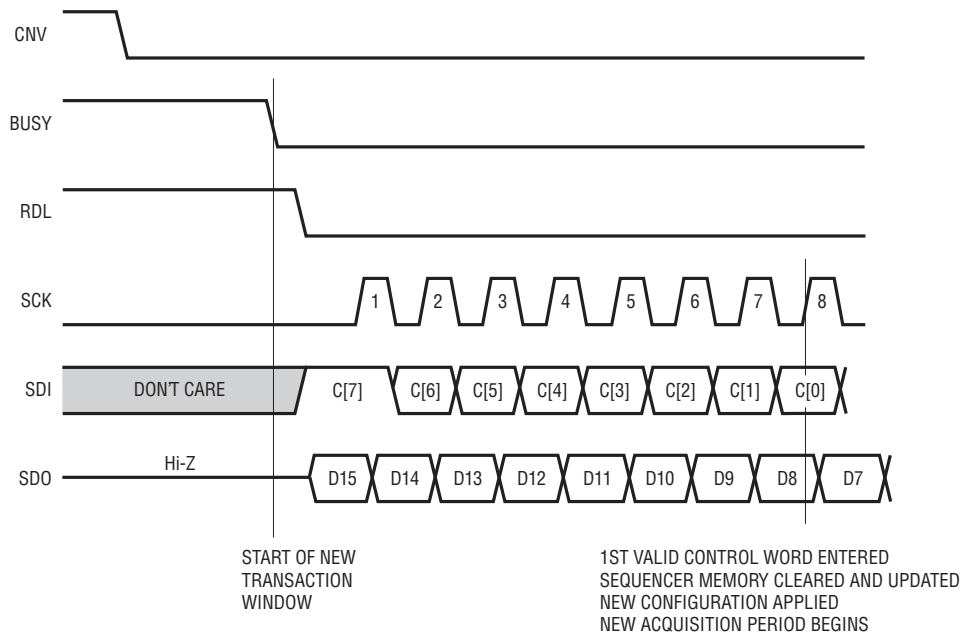 CNV
BUSY
RDL
SCK 1 2 3 4 5 6 7 8
SDI DON'T CARE C[7] C[6] C[5] C[4] C[3] C[2] C[1] C[0]
SDO Hi-Z D15 D14 D13 D12 D11 D10 D9 D8 D7
START OF NEW
TRANSACTION
WINDOW
1ST VALID CONTROL WORD ENTERED
SEQUENCER MEMORY CLEARED AND UPDATED
NEW CONFIGURATION APPLIED
NEW ACQUISITION PERIOD BEGINS